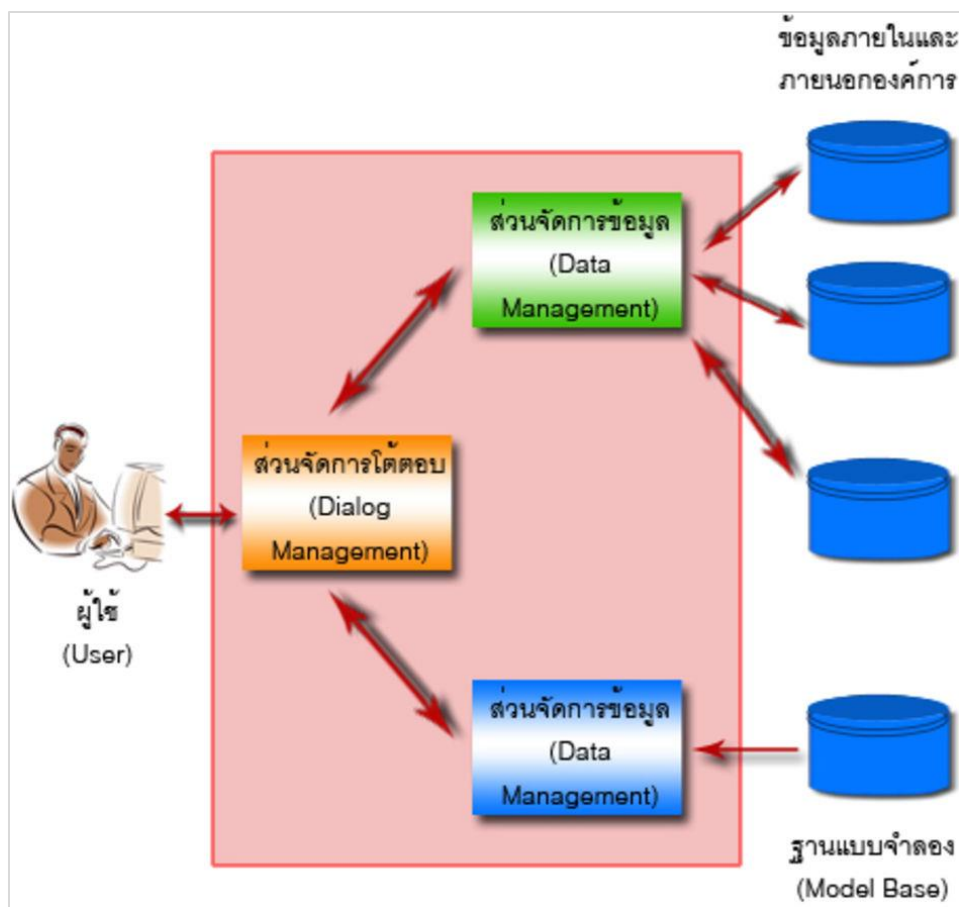 ข้อมูลภายในและ
ภายนอกองค์การ
ส่วนจัดการข้อมูล
(Data
Management)
ส่วนจัดการโต้ตอบ
(Dialog
Management)
ผู้ใช้
(User)
ส่วนจัดการข้อมูล
(Data
Management)
ฐานแบบจำลอง
(Model Base)